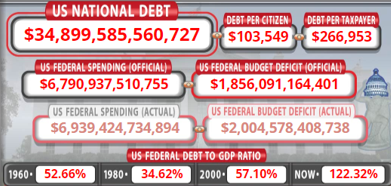 US NATIONAL DEBT
$34,899,585,560,727
DEBT PER CITIZEN
$103,549
DEBT PER TAXPAYER
$266,953
US FEDERAL SPENDING (OFFICIAL)
$6,790,937,510,755
US FEDERAL BUDGET DEFICIT (OFFICIAL)
$1,856,091,164,401
US FEDERAL SPENDING (ACTUAL)
$6,939,424,734,894
US FEDERAL BUDGET DEFICIT (ACTUAL)
$2,004,578,408,738
US FEDERAL DEBT TO GDP RATIO
1960• 52.66% 1980• 34.62% 2000• 57.10% NOW• 122.32%